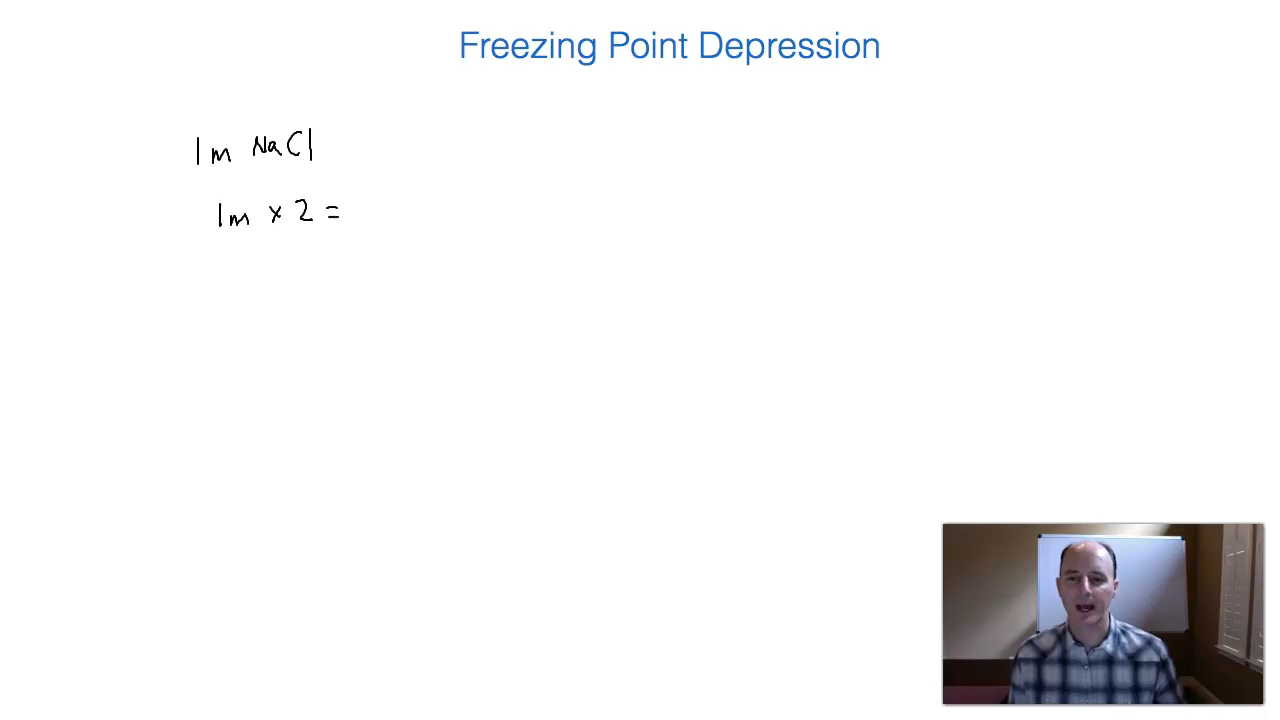 Freezing Point Depression
1m NaCl
1m × 2 =